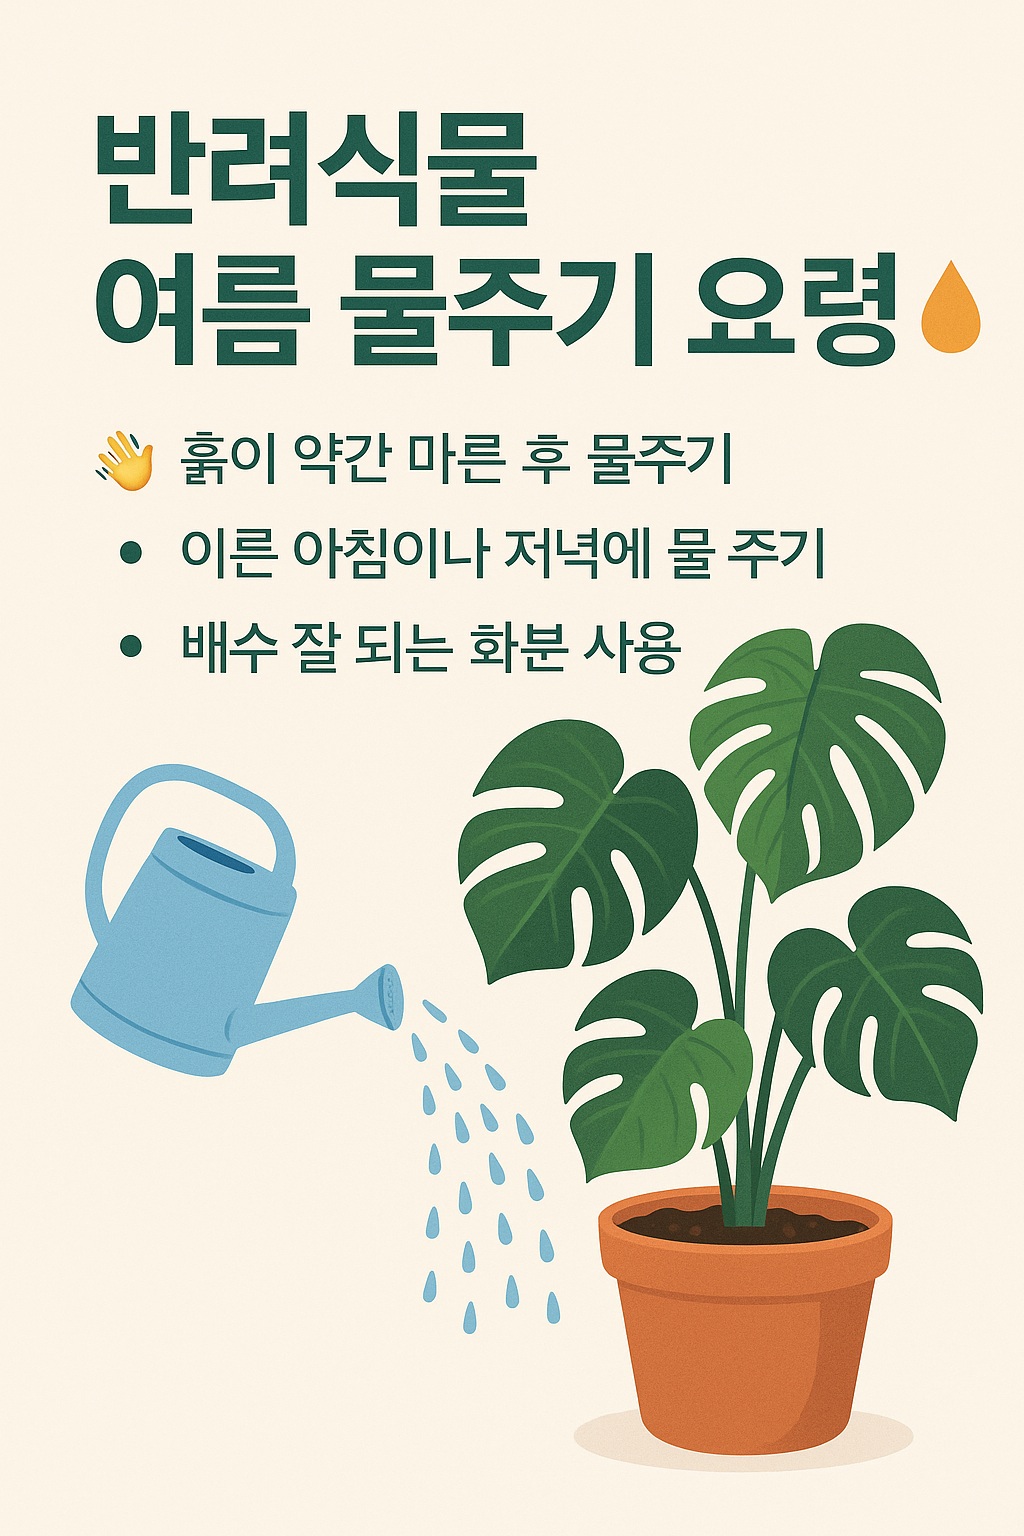 반려식물
여름 물주기 요령
흙이 약간 마른 후 물주기
• 이른 아침이나 저녁에 물 주기
• 배수 잘 되는 화분 사용